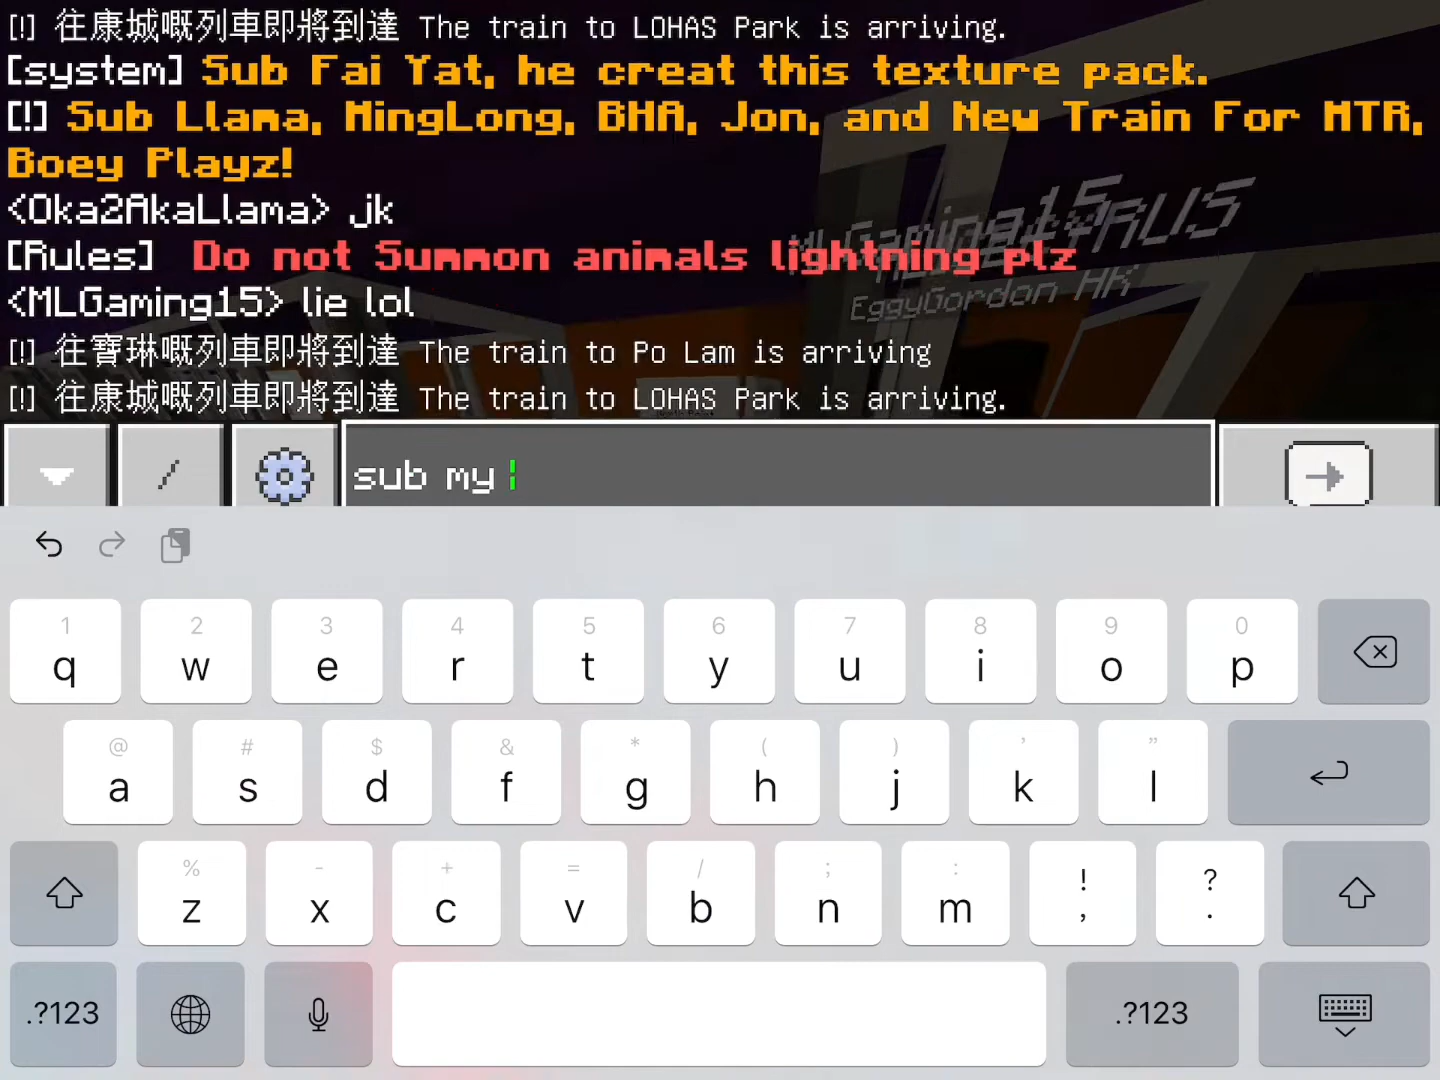 [!] 往康城嘅列車即將到達 The train to LOHAS Park is arriving.
[system] Sub Fai Yat, he creat this texture pack.
[!] Sub Llama, MingLong, BHA, Jon, and New Train For MTR,
Boey Playz!
<Oka2AkaLlama> jk
[Rules] Do not Summon animals lightning plz
<MLGaming15> lie lol
[!] 往寶琳嘅列車即將到達 The train to Po Lam is arriving
[!] 往康城嘅列車即將到達 The train to LOHAS Park is arriving.
MLGaming15
EggyGordon HK
/
sub my
1 2 3 4 5 6 7 8 9 0
q w e r t y u i o p
@ # $ & * ( ) ' "
a s d f g h j k l
% - + = / ; : ! ?
z x c v b n m , .
.?123 .?123